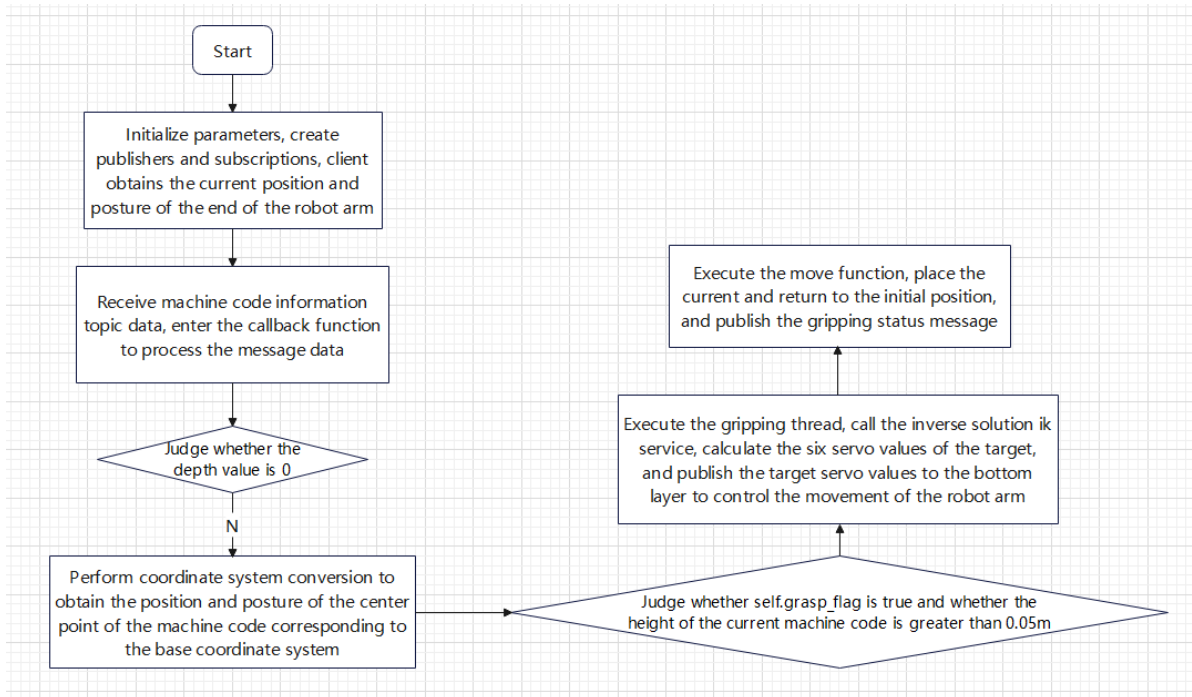 Start
Initialize parameters, create
publishers and subscriptions, client
obtains the current position and
posture of the end of the robot arm
Receive machine code information
topic data, enter the callback function
to process the message data
Judge whether the
depth value is 0
N
Perform coordinate system conversion to
obtain the position and posture of the center
point of the machine code corresponding to
the base coordinate system
Judge whether self.grasp_flag is true and whether the
height of the current machine code is greater than 0.05m
Execute the gripping thread, call the inverse solution ik
service, calculate the six servo values of the target,
and publish the target servo values to the bottom
layer to control the movement of the robot arm
Execute the move function, place the
current and return to the initial position,
and publish the gripping status message